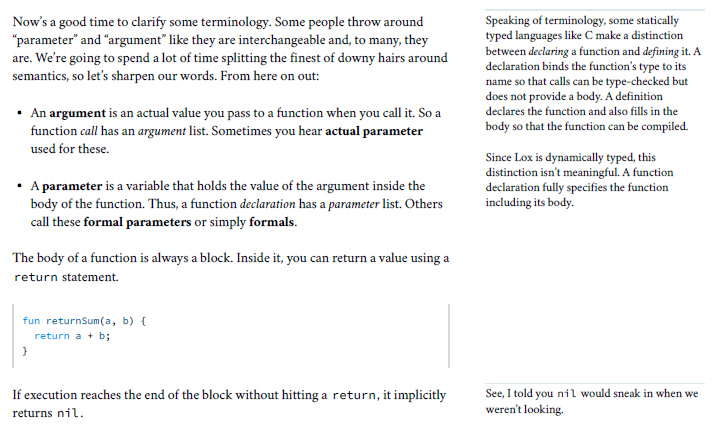 Now's a good time to clarify some terminology. Some people throw around
“parameter” and “argument” like they are interchangeable and, to many, they
are. We're going to spend a lot of time splitting the finest of downy hairs around
semantics, so let's sharpen our words. From here on out:
• An argument is an actual value you pass to a function when you call it. So a
function call has an argument list. Sometimes you hear actual parameter
used for these.
• A parameter is a variable that holds the value of the argument inside the
body of the function. Thus, a function declaration has a parameter list. Others
call these formal parameters or simply formals.
The body of a function is always a block. Inside it, you can return a value using a
return statement.
fun returnSum(a, b) {
  return a + b;
}
If execution reaches the end of the block without hitting a return, it implicitly
returns nil.
Speaking of terminology, some statically
typed languages like C make a distinction
between declaring a function and defining it. A
declaration binds the function's type to its
name so that calls can be type-checked but
does not provide a body. A definition
declares the function and also fills in the
body so that the function can be compiled.
Since Lox is dynamically typed, this
distinction isn't meaningful. A function
declaration fully specifies the function
including its body.
See, I told you nil would sneak in when we
weren't looking.